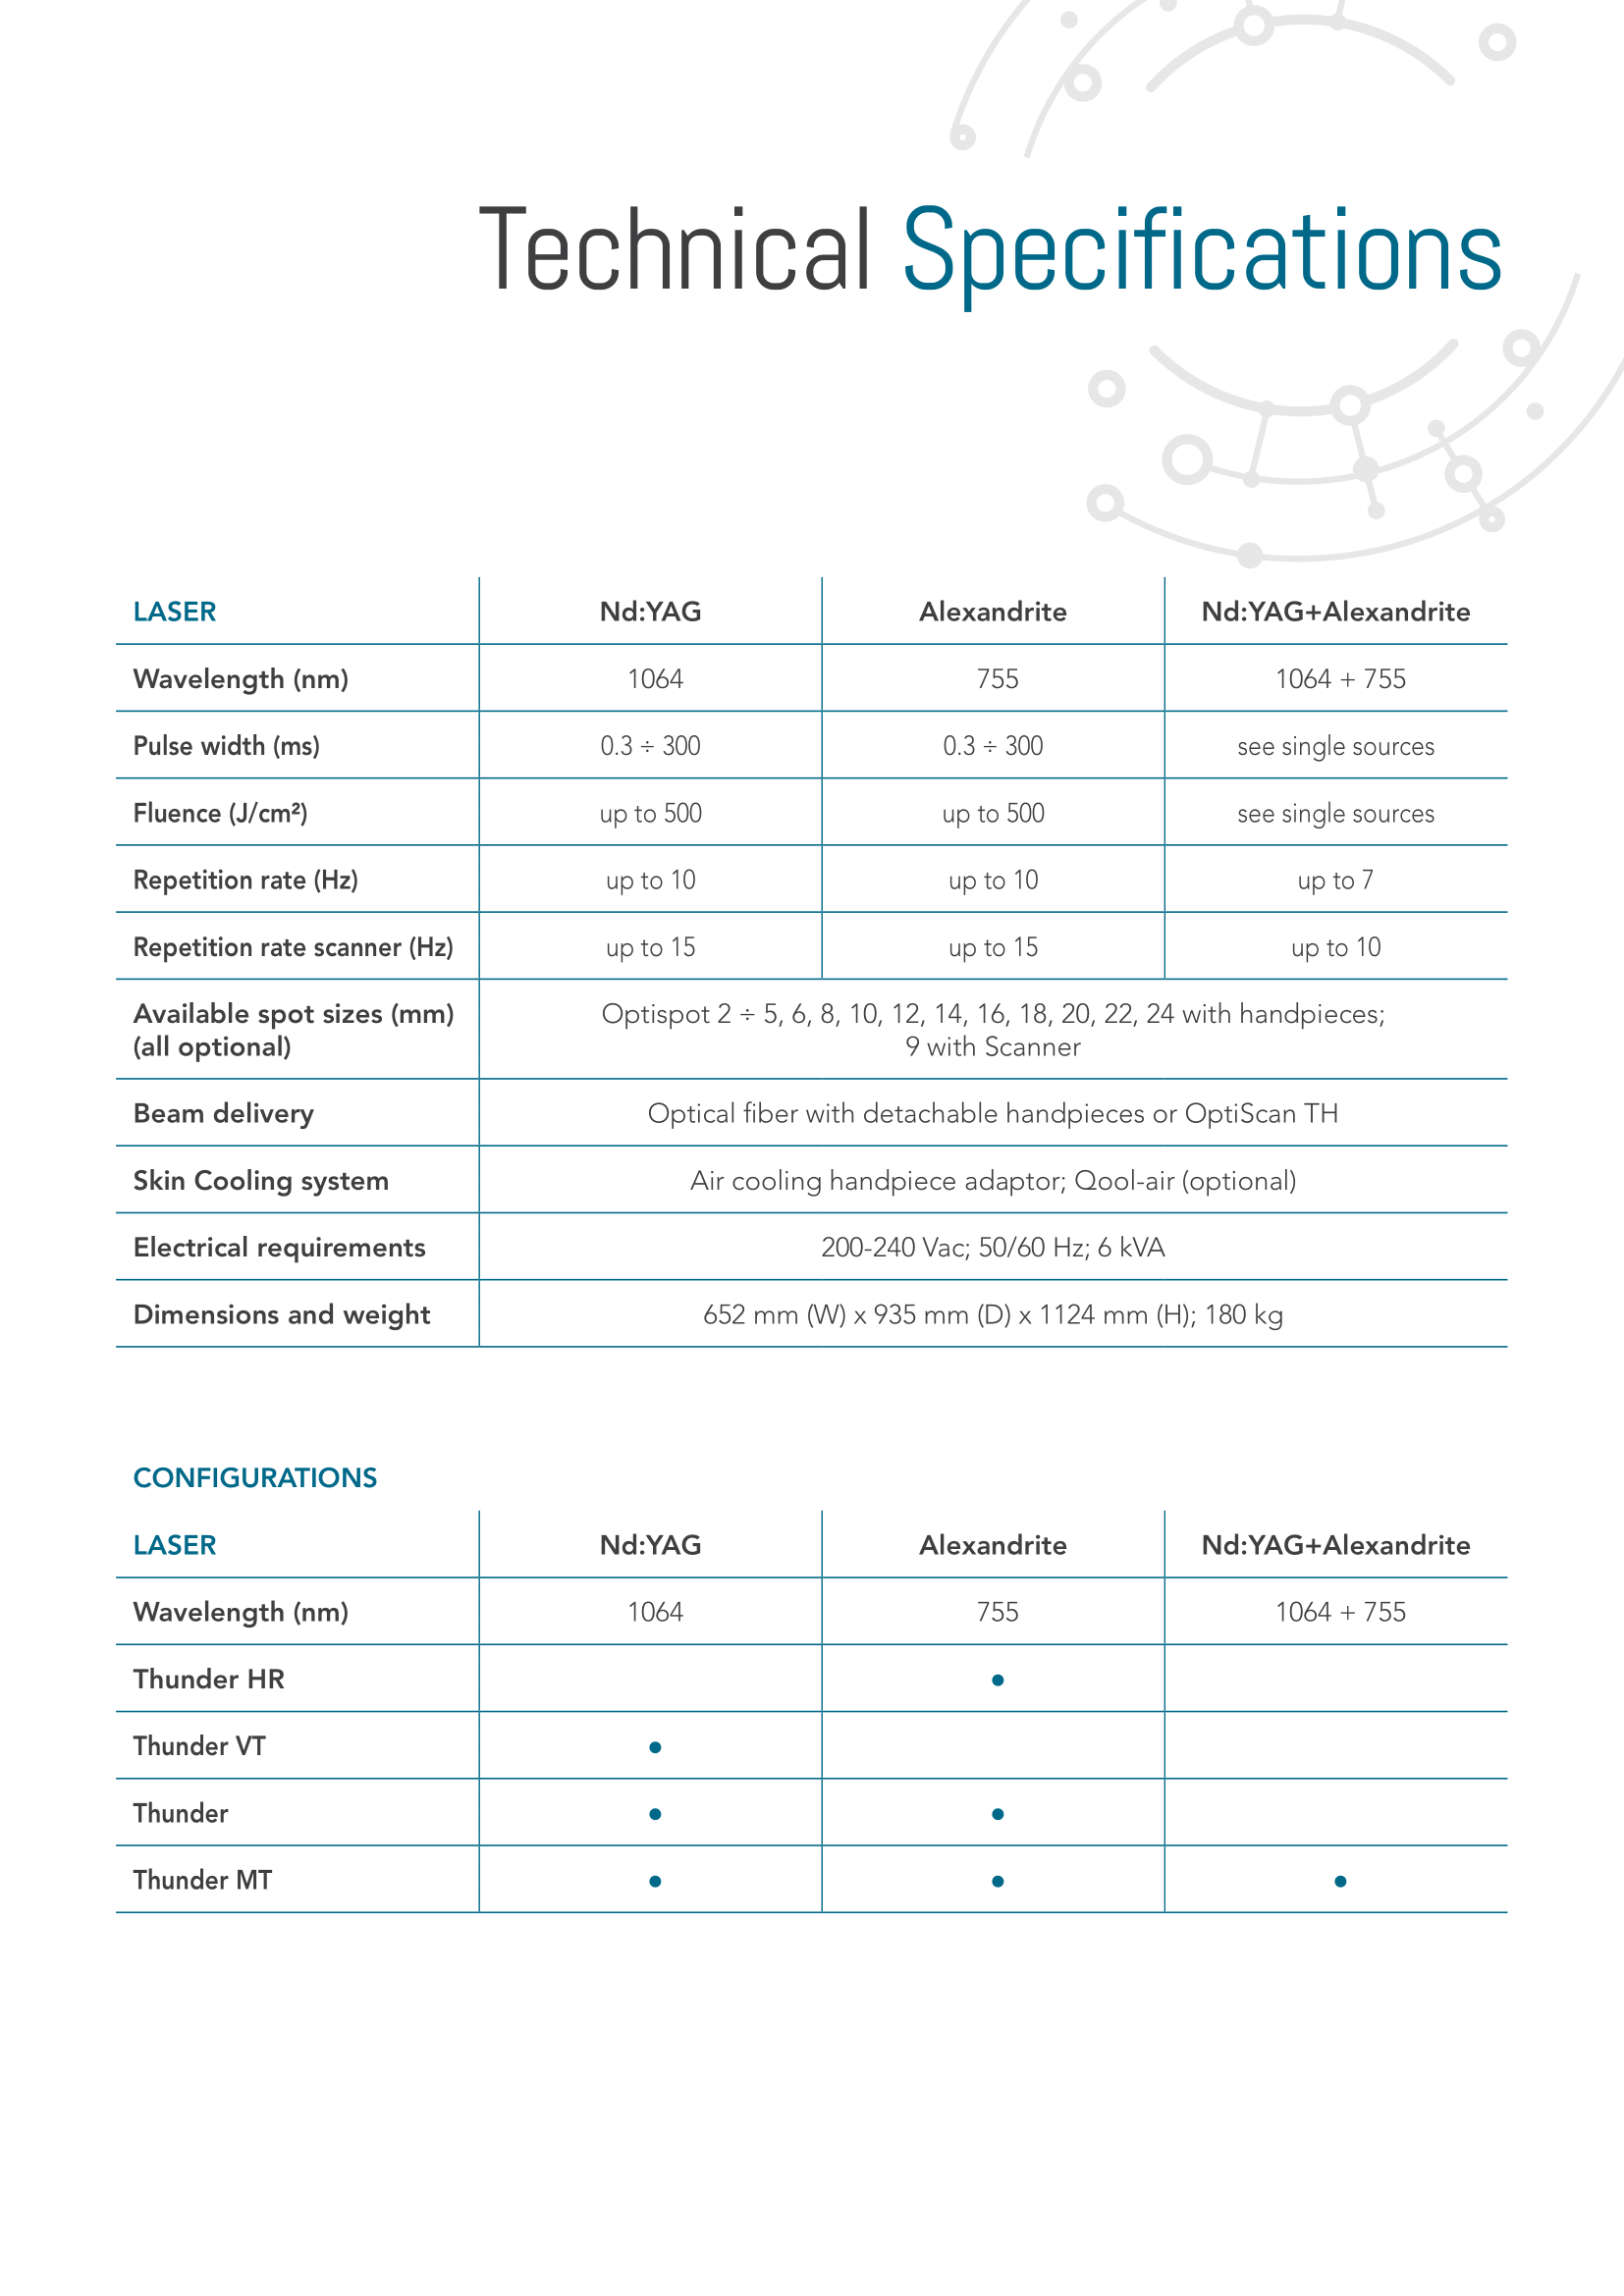 Technical Specifications
LASER Nd:YAG Alexandrite Nd:YAG+Alexandrite
Wavelength (nm) 1064 755 1064 + 755
Pulse width (ms) 0.3 ÷ 300 0.3 ÷ 300 see single sources
Fluence (J/cm²) up to 500 up to 500 see single sources
Repetition rate (Hz) up to 10 up to 10 up to 7
Repetition rate scanner (Hz) up to 15 up to 15 up to 10
Available spot sizes (mm) Optispot 2 ÷ 5, 6, 8, 10, 12, 14, 16, 18, 20, 22, 24 with handpieces;
(all optional) 9 with Scanner
Beam delivery Optical fiber with detachable handpieces or OptiScan TH
Skin Cooling system Air cooling handpiece adaptor; Qool-air (optional)
Electrical requirements 200-240 Vac; 50/60 Hz; 6 kVA
Dimensions and weight 652 mm (W) x 935 mm (D) x 1124 mm (H); 180 kg
CONFIGURATIONS
LASER Nd:YAG Alexandrite Nd:YAG+Alexandrite
Wavelength (nm) 1064 755 1064 + 755
Thunder HR •
Thunder VT •
Thunder • •
Thunder MT • • •